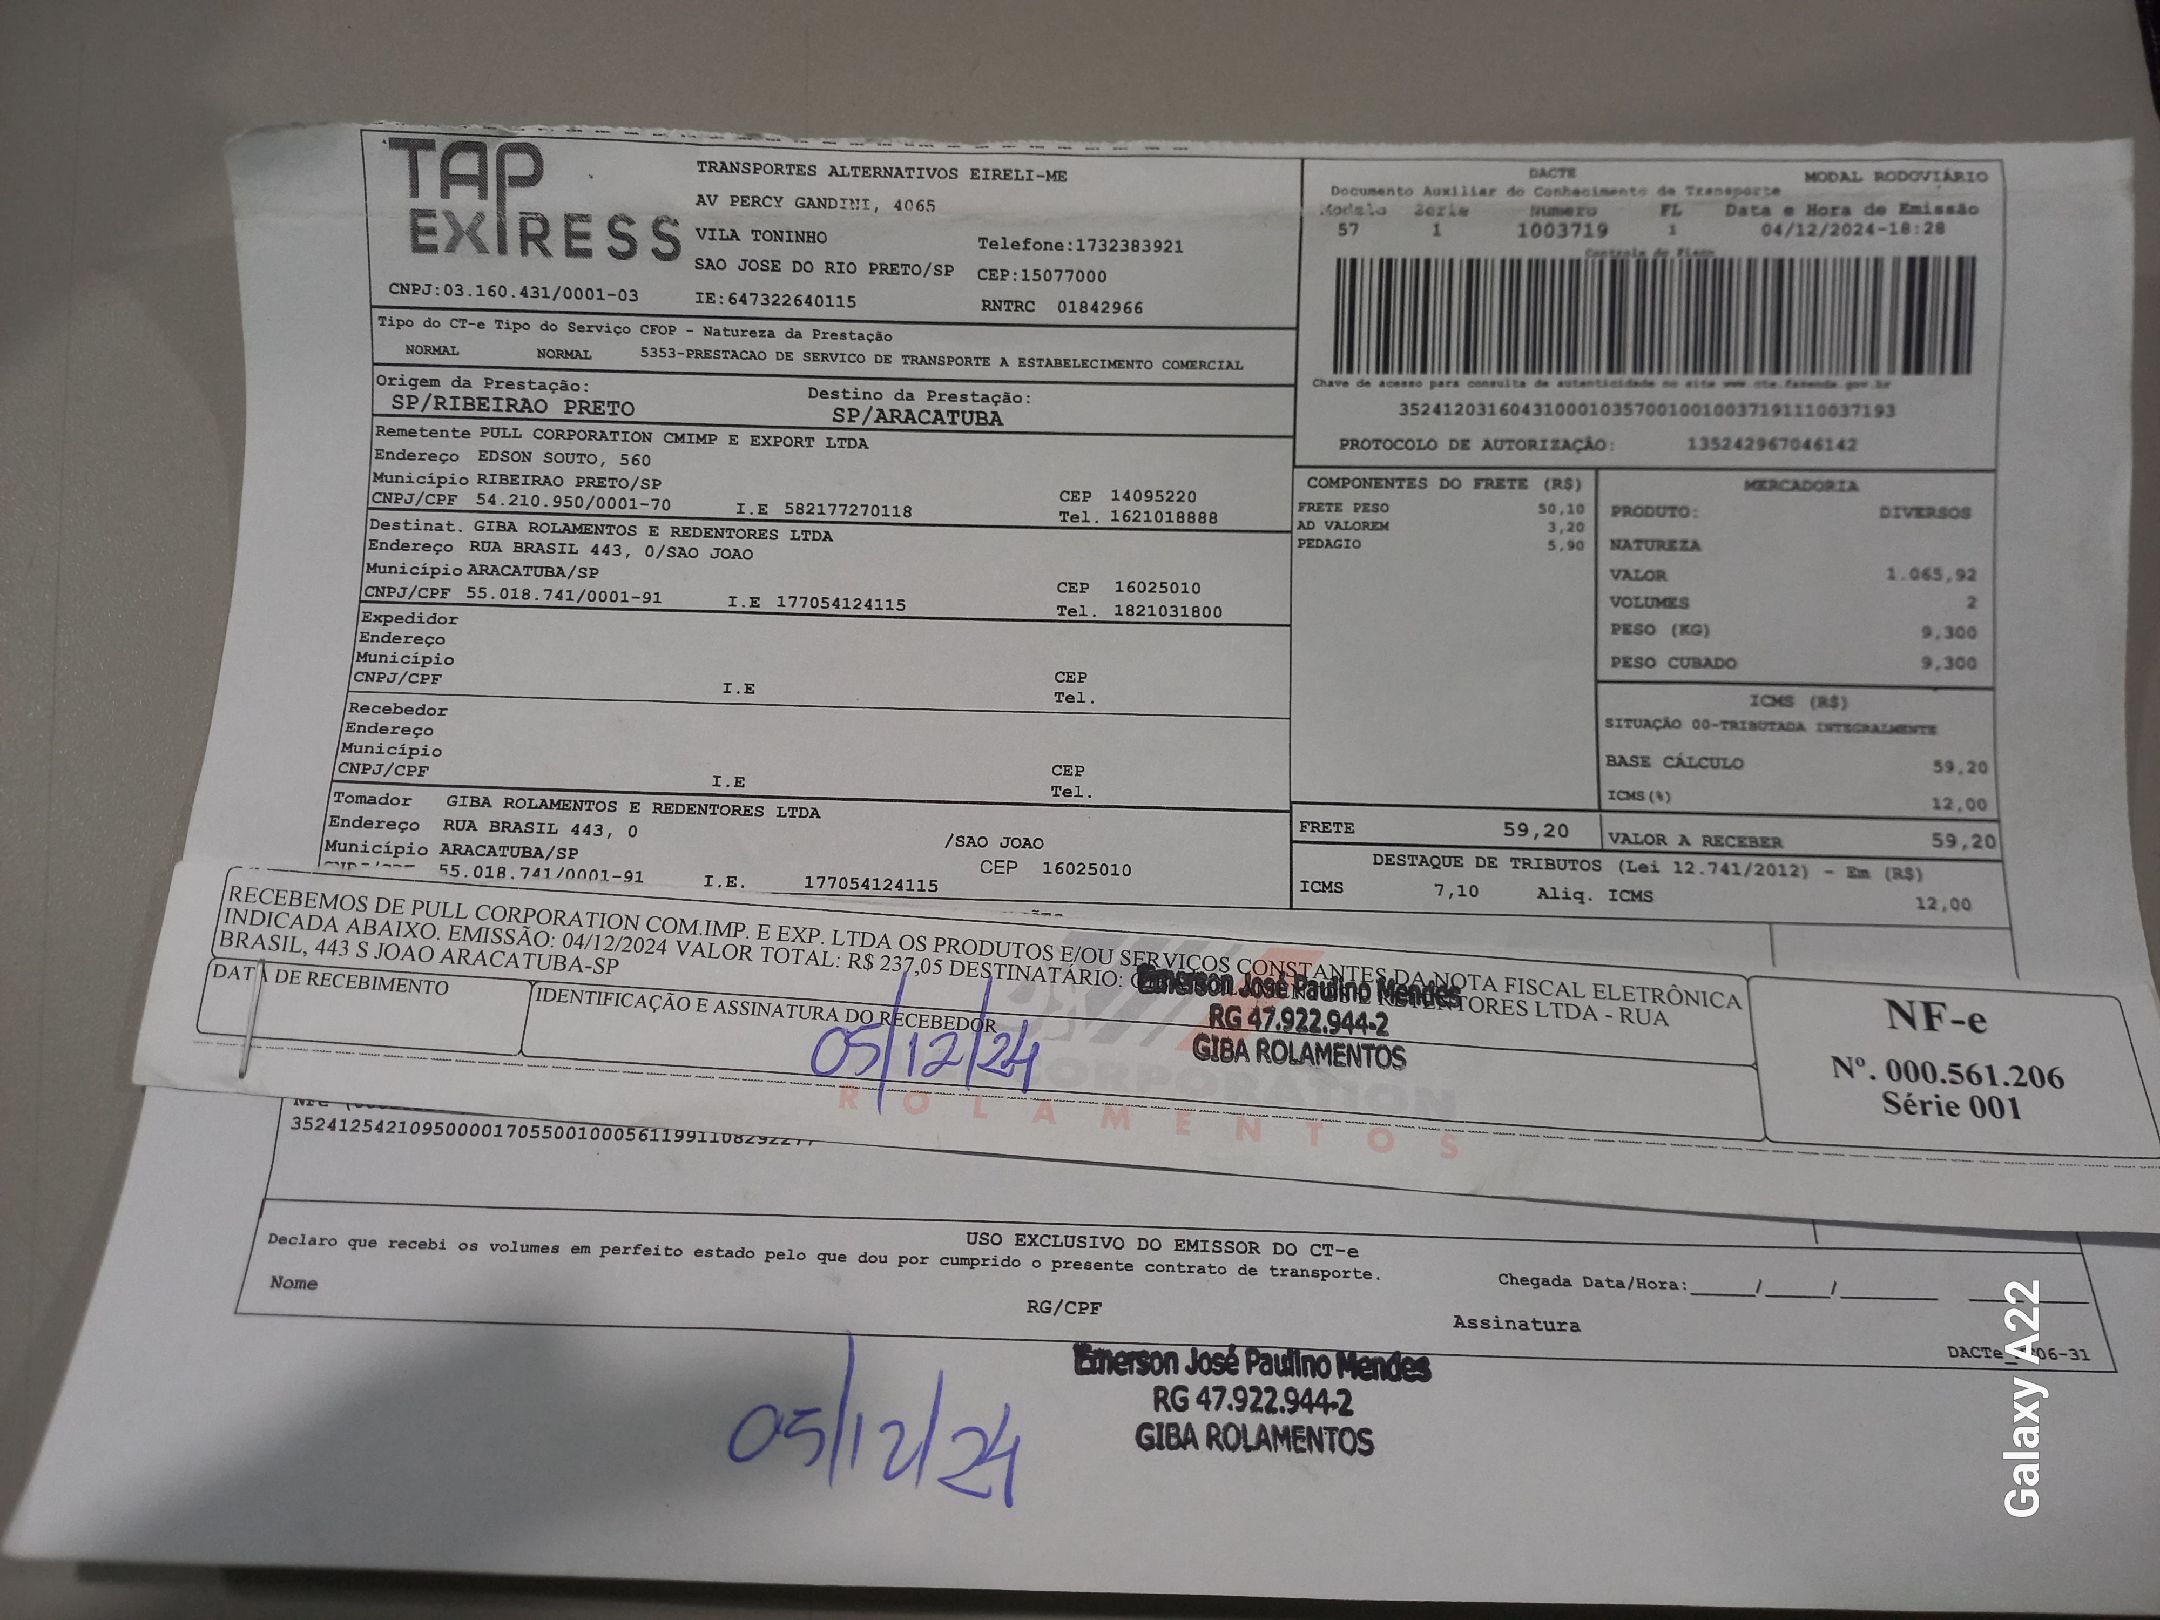 TAP EXPRESS
TRANSPORTES ALTERNATIVOS EIRELI-ME
AV PERCY GANDINI, 4065
VILA TONINHO Telefone:1732383921
SAO JOSE DO RIO PRETO/SP CEP:15077000
CNPJ:03.160.431/0001-03 IE:647322640115 RNTRC 01842966
Tipo do CT-e Tipo do Serviço CFOP - Natureza da Prestação
NORMAL NORMAL 5353-PRESTACAO DE SERVICO DE TRANSPORTE A ESTABELECIMENTO COMERCIAL
Origem da Prestação: Destino da Prestação:
SP/RIBEIRAO PRETO SP/ARACATUBA
Remetente PULL CORPORATION CMIMP E EXPORT LTDA
Endereço EDSON SOUTO, 560
Município RIBEIRAO PRETO/SP CEP 14095220
CNPJ/CPF 54.210.950/0001-70 I.E 582177270118 Tel. 1621018888
Destinat. GIBA ROLAMENTOS E REDENTORES LTDA
Endereço RUA BRASIL 443, 0/SAO JOAO
Município ARACATUBA/SP CEP 16025010
CNPJ/CPF 55.018.741/0001-91 I.E 177054124115 Tel. 1821031800
Expedidor
Endereço
Município CEP
CNPJ/CPF I.E Tel.
Recebedor
Endereço
Município CEP
CNPJ/CPF I.E Tel.
Tomador GIBA ROLAMENTOS E REDENTORES LTDA
Endereço RUA BRASIL 443, 0 /SAO JOAO
Município ARACATUBA/SP CEP 16025010
55.018.741/0001-91 I.E. 177054124115
DACTE MODAL RODOVIÁRIO
Documento Auxiliar do Conhecimento de Transporte
Modelo Serie Numero FL Data e Hora de Emissão
57 1 1003719 1 04/12/2024-18:28
Controle do Fisco
Chave de acesso para consulta de autenticidade no site www.cte.fazenda.gov.br
35241203160431000103570010010037191110037193
PROTOCOLO DE AUTORIZAÇÃO: 135242967046142
COMPONENTES DO FRETE (R$)
FRETE PESO 50,10
AD VALOREM 3,20
PEDAGIO 5,90
MERCADORIA
PRODUTO: DIVERSOS
NATUREZA
VALOR 1.065,92
VOLUMES 2
PESO (KG) 9,300
PESO CUBADO 9,300
ICMS (R$)
SITUAÇÃO 00-TRIBUTADA INTEGRALMENTE
BASE CÁLCULO 59,20
ICMS(%) 12,00
FRETE 59,20 VALOR A RECEBER 59,20
DESTAQUE DE TRIBUTOS (Lei 12.741/2012) - Em (R$)
ICMS 7,10 Aliq. ICMS 12,00
RECEBEMOS DE PULL CORPORATION COM.IMP. E EXP. LTDA OS PRODUTOS E/OU SERVIÇOS CONSTANTES DA NOTA FISCAL ELETRÔNICA
INDICADA ABAIXO. EMISSÃO: 04/12/2024 VALOR TOTAL: R$ 237,05 DESTINATÁRIO: LTDA - RUA
BRASIL, 443 S JOAO ARACATUBA-SP
DATA DE RECEBIMENTO
IDENTIFICAÇÃO E ASSINATURA DO RECEBEDOR
05/12/24
Emerson José Paulino Mendes
RG 47.922.944-2
GIBA ROLAMENTOS
CORPORATION
ROLAMENTOS
NF-e
Nº. 000.561.206
Série 001
USO EXCLUSIVO DO EMISSOR DO CT-e
Declaro que recebi os volumes em perfeito estado pelo que dou por cumprido o presente contrato de transporte.
Nome RG/CPF Assinatura Chegada Data/Hora:_____/_____/_______ 
05/12/24
Emerson José Paulino Mendes
RG 47.922.944-2
GIBA ROLAMENTOS
Galaxy A22